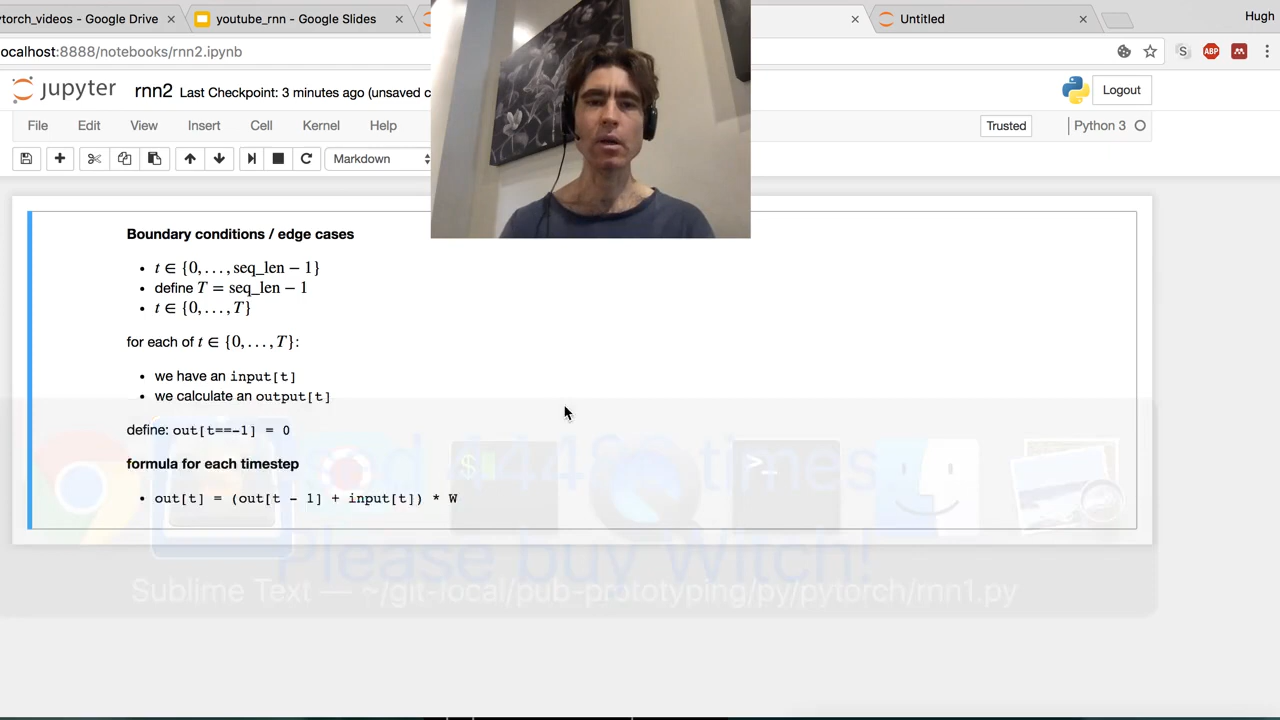 ytorch_videos - Google Drive
youtube_rnn - Google Slides
Untitled
Hugh
ocalhost:8888/notebooks/rnn2.ipynb
S
ABP
jupyter rnn2 Last Checkpoint: 3 minutes ago (unsaved c
Logout
File Edit View Insert Cell Kernel Help
Trusted
Python 3
Markdown
Boundary conditions / edge cases
• t ∈ {0, . . . , seq_len − 1}
• define T = seq_len − 1
• t ∈ {0, . . . , T}
for each of t ∈ {0, . . . , T}:
• we have an input[t]
• we calculate an output[t]
define: out[t==-1] = 0
formula for each timestep
• out[t] = (out[t - 1] + input[t]) * W
times
Please buy Witch!
Sublime Text — ~/git-local/pub-prototyping/py/pytorch/rnn1.py